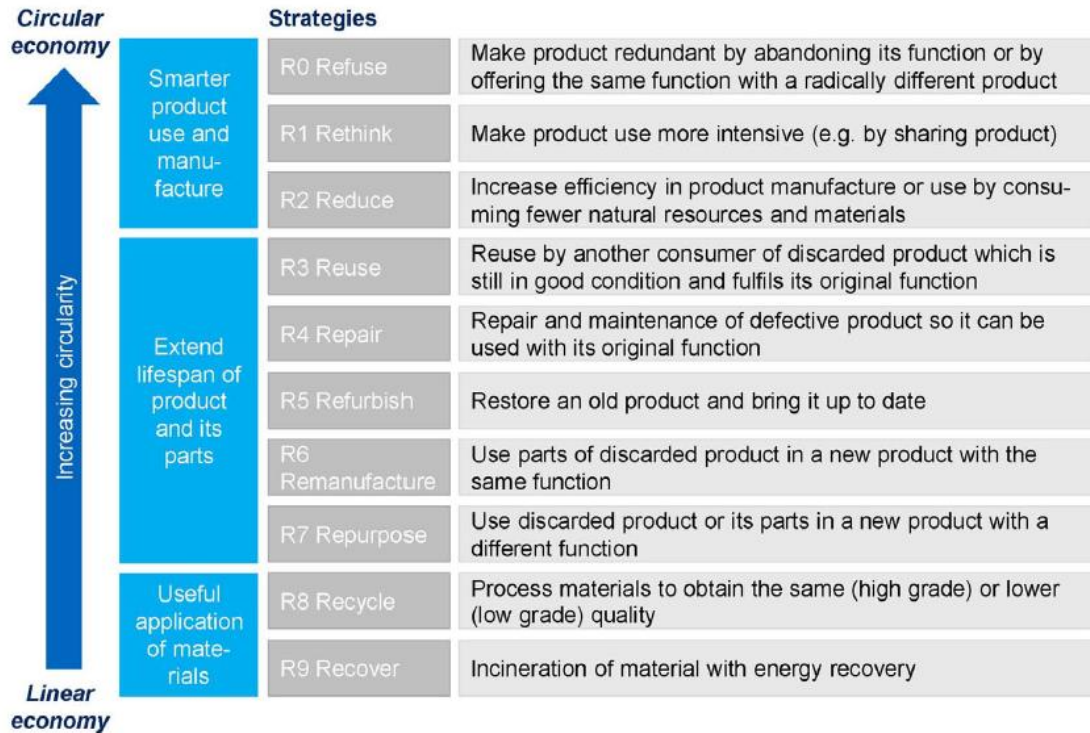 Circular
economy
Strategies
Increasing circularity
Smarter
product
use and
manu-
facture
R0 Refuse
Make product redundant by abandoning its function or by
offering the same function with a radically different product
R1 Rethink
Make product use more intensive (e.g. by sharing product)
R2 Reduce
Increase efficiency in product manufacture or use by consu-
ming fewer natural resources and materials
Extend
lifespan of
product
and its
parts
R3 Reuse
Reuse by another consumer of discarded product which is
still in good condition and fulfils its original function
R4 Repair
Repair and maintenance of defective product so it can be
used with its original function
R5 Refurbish
Restore an old product and bring it up to date
R6
Remanufacture
Use parts of discarded product in a new product with the
same function
R7 Repurpose
Use discarded product or its parts in a new product with a
different function
Useful
application
of mate-
rials
R8 Recycle
Process materials to obtain the same (high grade) or lower
(low grade) quality
R9 Recover
Incineration of material with energy recovery
Linear
economy